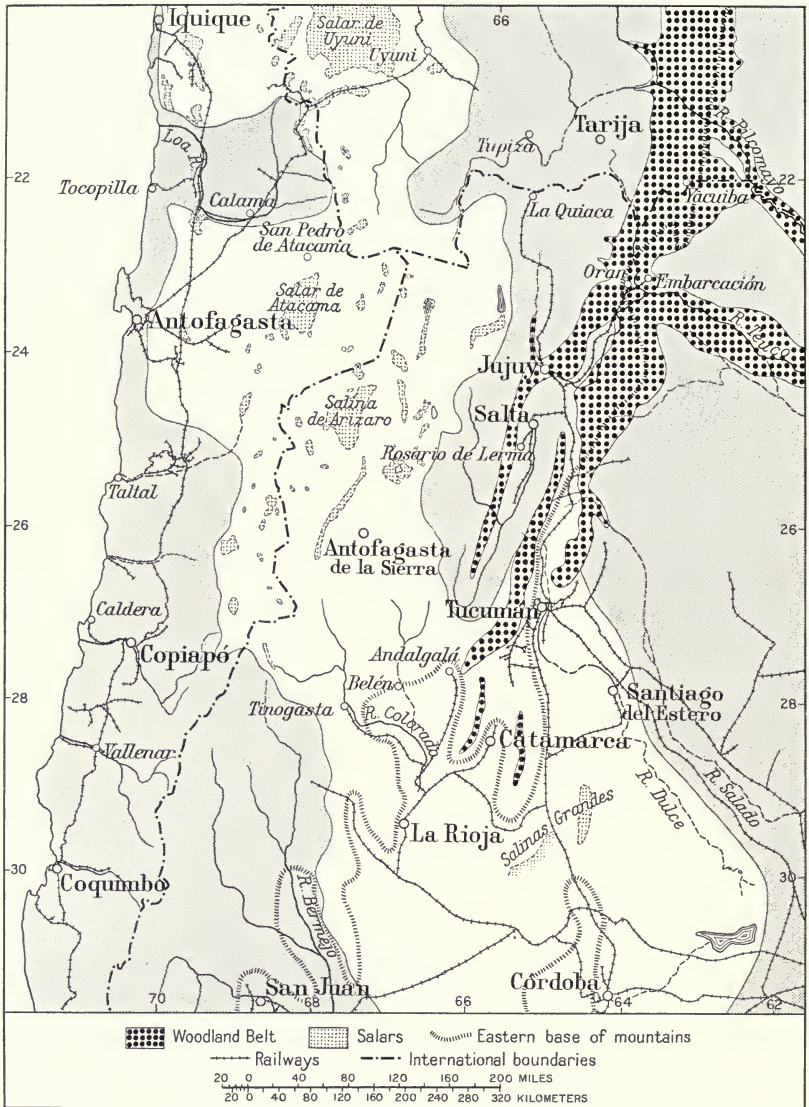 66
Iquique
Salar de
Uyuni
Uyuni
Tarija
Tupiza
R. Pilcomayo
Loa R.
22
22
Tocopilla
Calama
Yacuiba
La Quiaca
San Pedro
de Atacama
Oran
Embarcación
Salar de
Atacama
Antofagasta
R. Teuco
24
Jujuy
Salina
de Arizaro
Salta
Rosario de Lerma
Taltal
26
26
Antofagasta
de la Sierra
Caldera
Tucumán
Copiapó
Andalgalá
Belén
28
28
Tinogasta
R. Colorado
Santiago
del Estero
Catamarca
Vallenar
R. Salado
R. Dulce
Salinas Grandes
La Rioja
30
30
Coquimbo
R. Bermejo
Córdoba
San Juan
70
68
66
64
62
Woodland Belt
Salars
Eastern base of mountains
Railways
International boundaries
20 0 40 80 120 160 200 MILES
20 0 40 80 120 160 200 240 280 320 KILOMETERS